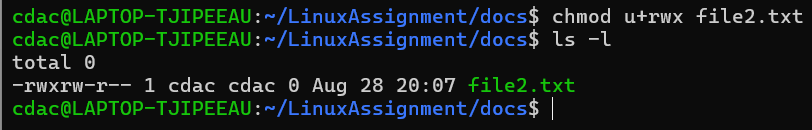 cdac@LAPTOP-TJIPEEAU:~/LinuxAssignment/docs$ chmod u+rwx file2.txt
cdac@LAPTOP-TJIPEEAU:~/LinuxAssignment/docs$ ls -l
total 0
-rwxrw-r-- 1 cdac cdac 0 Aug 28 20:07 file2.txt
cdac@LAPTOP-TJIPEEAU:~/LinuxAssignment/docs$